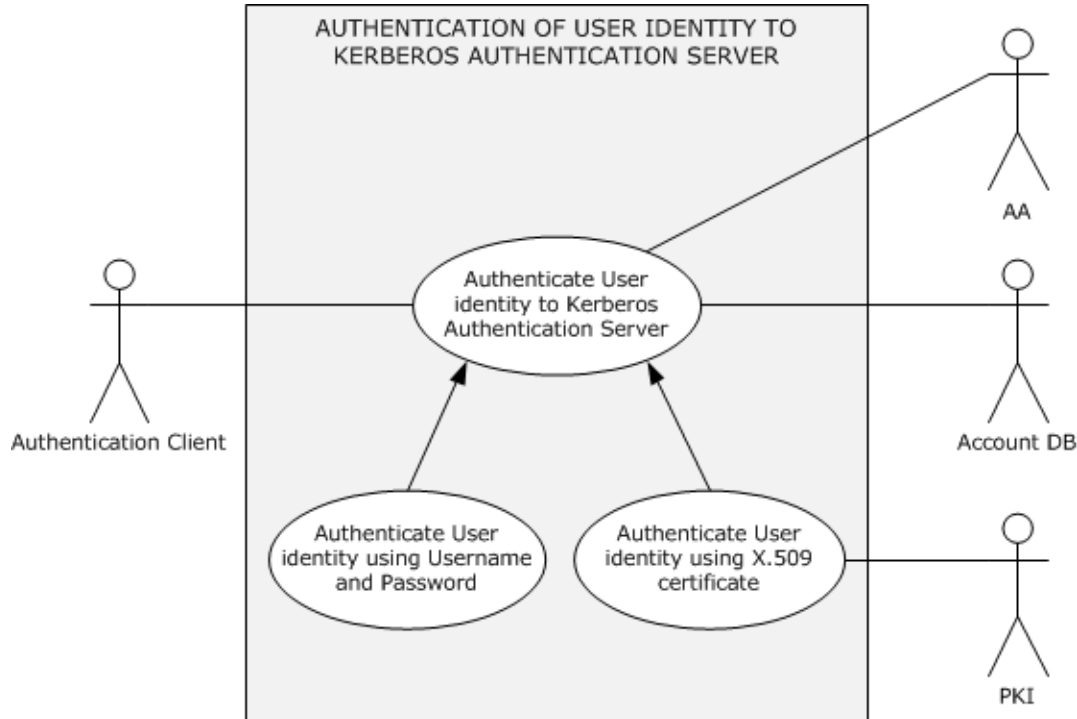 AUTHENTICATION OF USER IDENTITY TO
KERBEROS AUTHENTICATION SERVER
AA
Authenticate User
identity to Kerberos
Authentication Server
Authentication Client
Account DB
Authenticate User
identity using Username
and Password
Authenticate User
identity using X.509
certificate
PKI